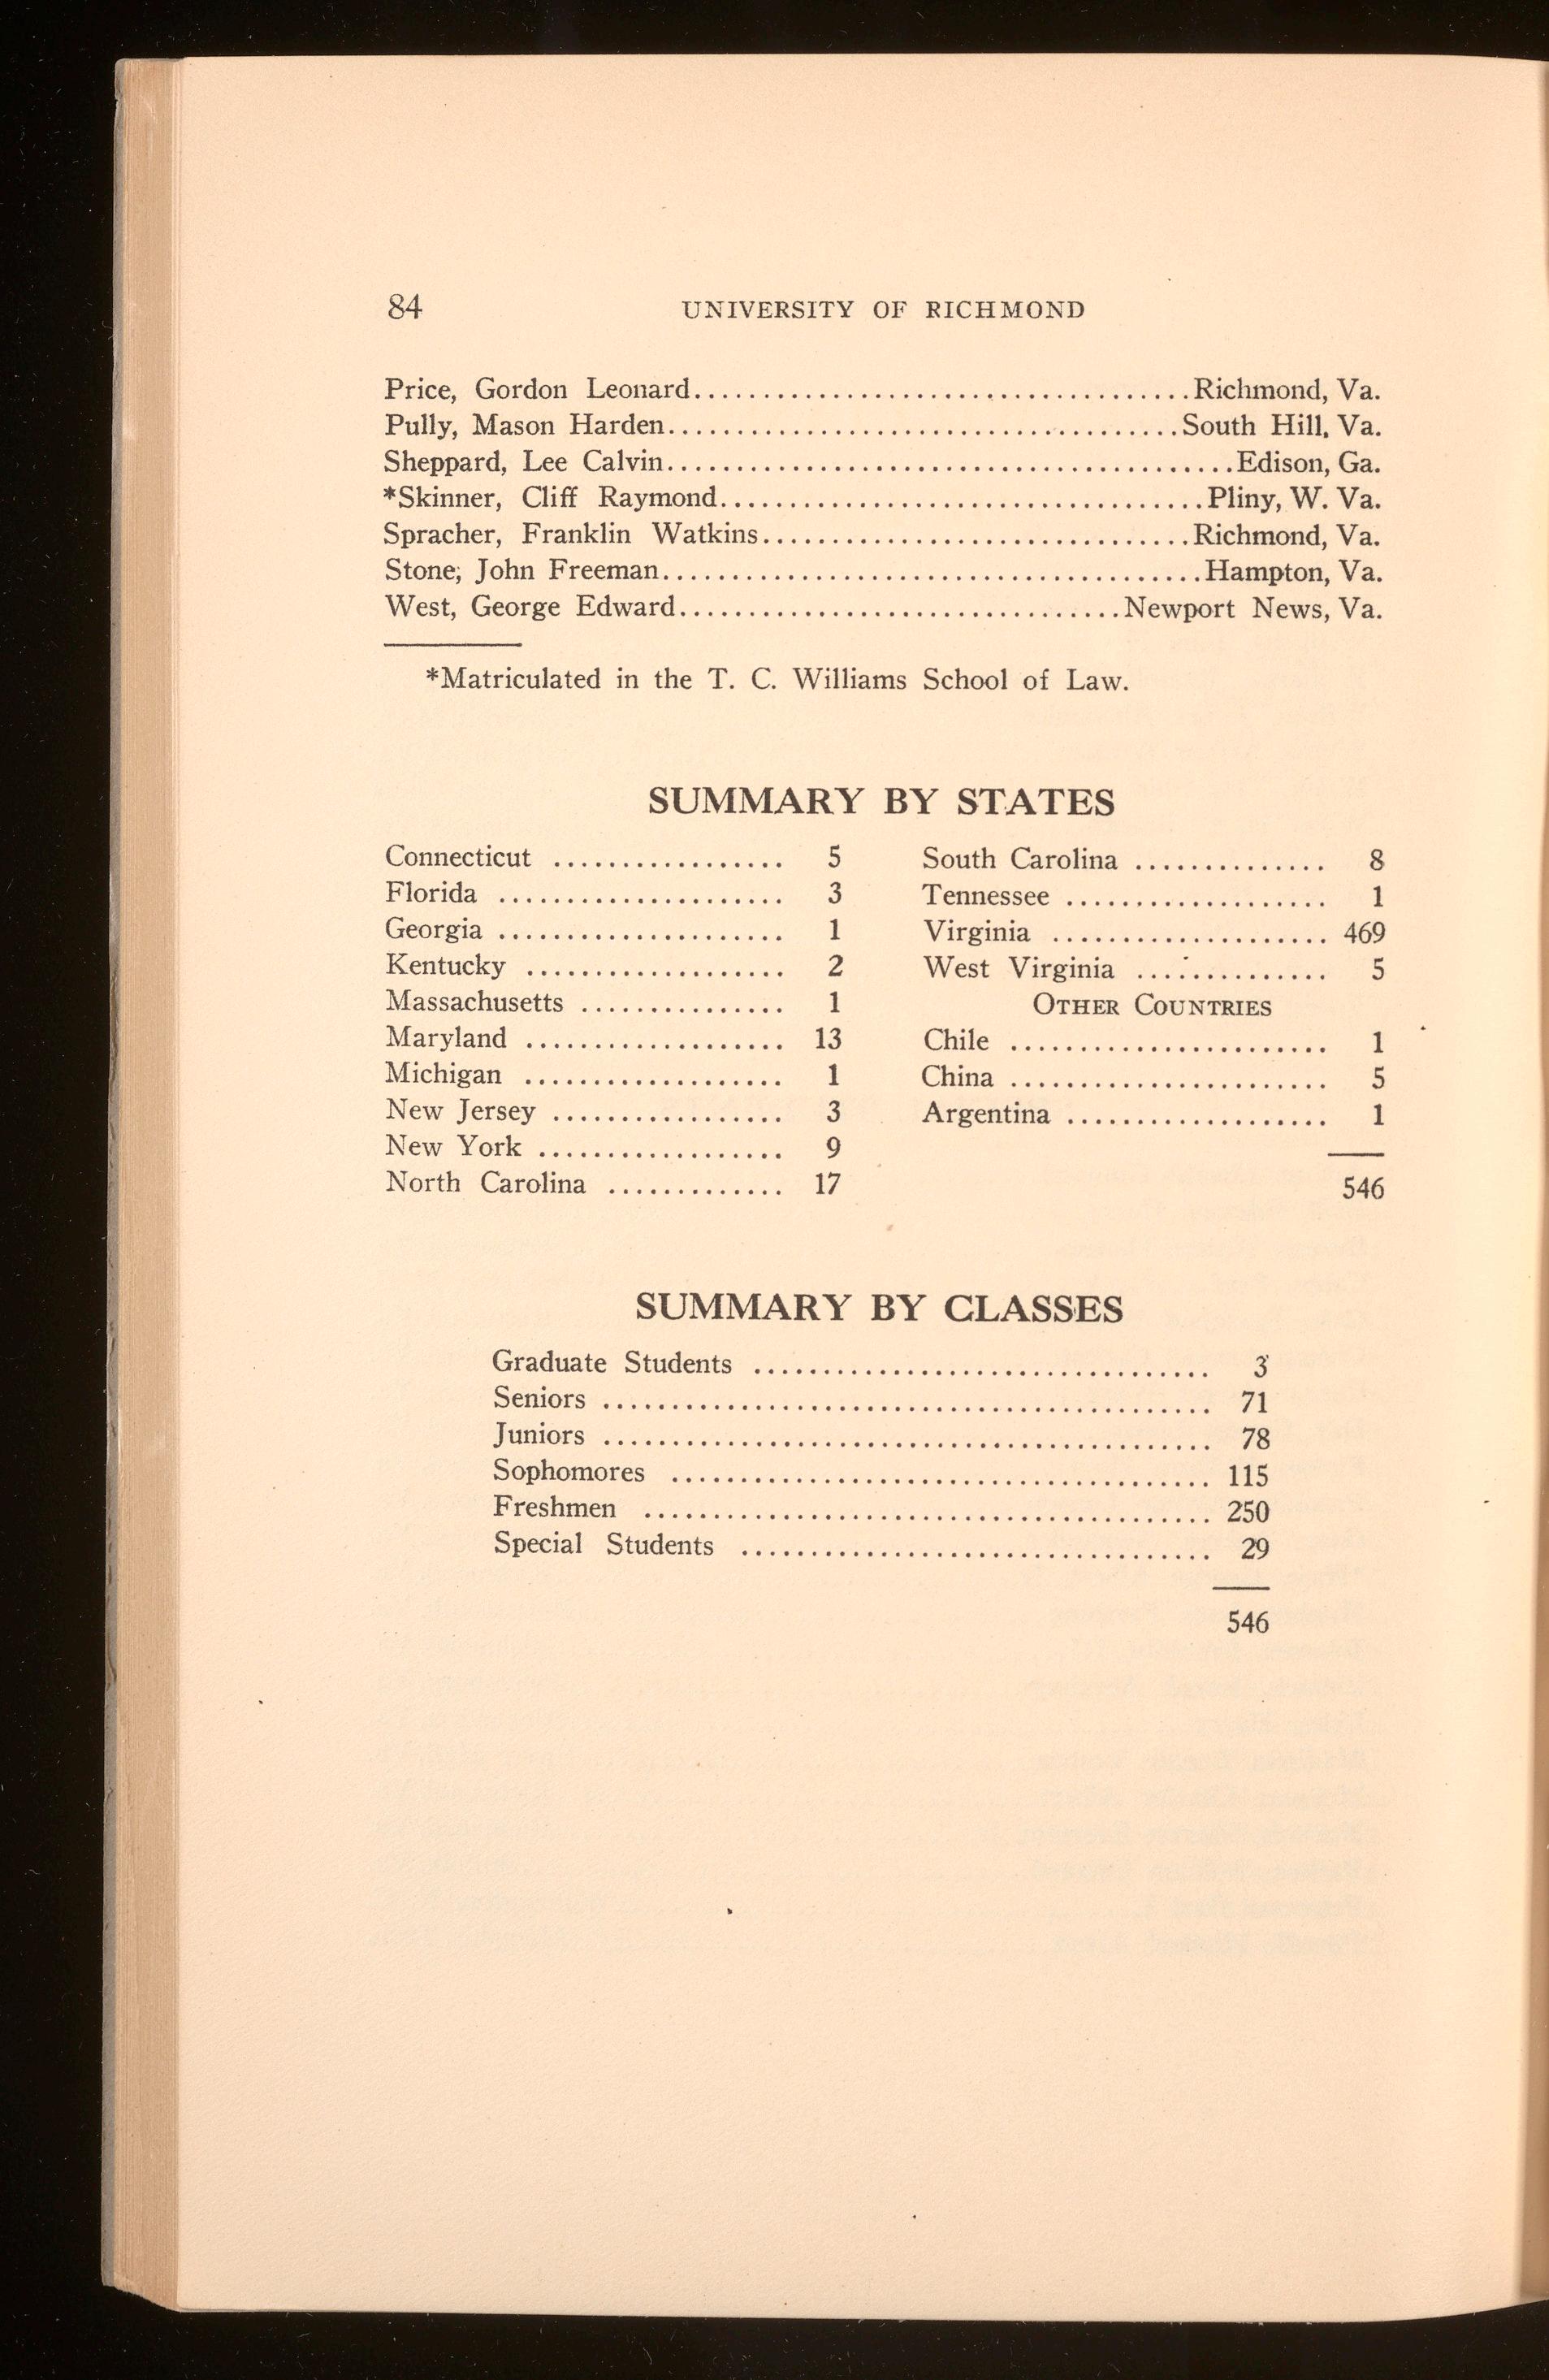 84 UNIVERSITY OF RICHMOND
Price, Gordon Leonard....................................Richmond, Va.
Pully, Mason Harden.....................................South Hill, Va.
Sheppard, Lee Calvin.........................................Edison, Ga.
*Skinner, Cliff Raymond...................................Pliny, W. Va.
Spracher, Franklin Watkins...............................Richmond, Va.
Stone, John Freeman.......................................Hampton, Va.
West, George Edward................................Newport News, Va.
*Matriculated in the T. C. Williams School of Law.
SUMMARY BY STATES
Connecticut ................. 5
Florida ..................... 3
Georgia ..................... 1
Kentucky ................... 2
Massachusetts ............... 1
Maryland ................... 13
Michigan ................... 1
New Jersey ................. 3
New York .................. 9
North Carolina ............. 17
South Carolina .............. 8
Tennessee ................... 1
Virginia .................... 469
West Virginia .............. 5
OTHER COUNTRIES
Chile ....................... 1
China ....................... 5
Argentina ................... 1
546
SUMMARY BY CLASSES
Graduate Students .................................. 3
Seniors ............................................. 71
Juniors ............................................. 78
Sophomores ........................................ 115
Freshmen .......................................... 250
Special Students ................................... 29
546